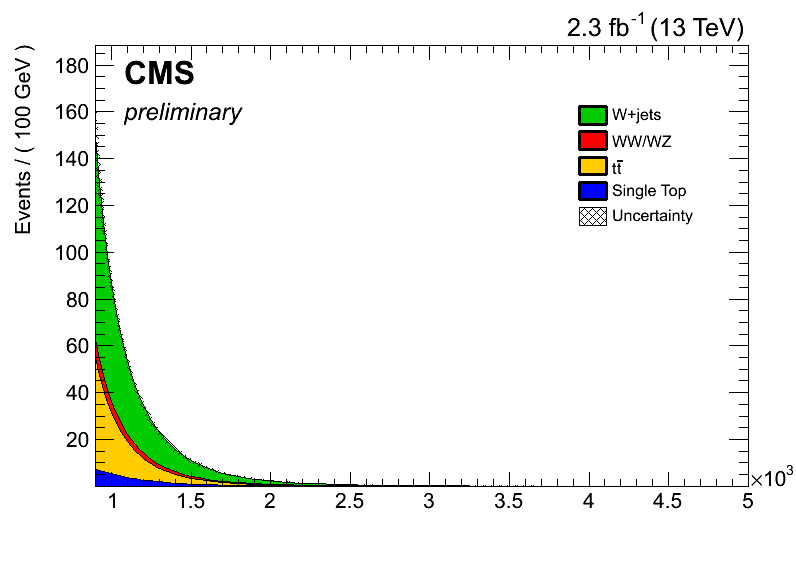 2.3 fb⁻¹ (13 TeV)
Events / ( 100 GeV )
CMS
preliminary
W+jets
WW/WZ
tt̄
Single Top
Uncertainty
180
160
140
120
100
80
60
40
20
1 1.5 2 2.5 3 3.5 4 4.5 5
×10³